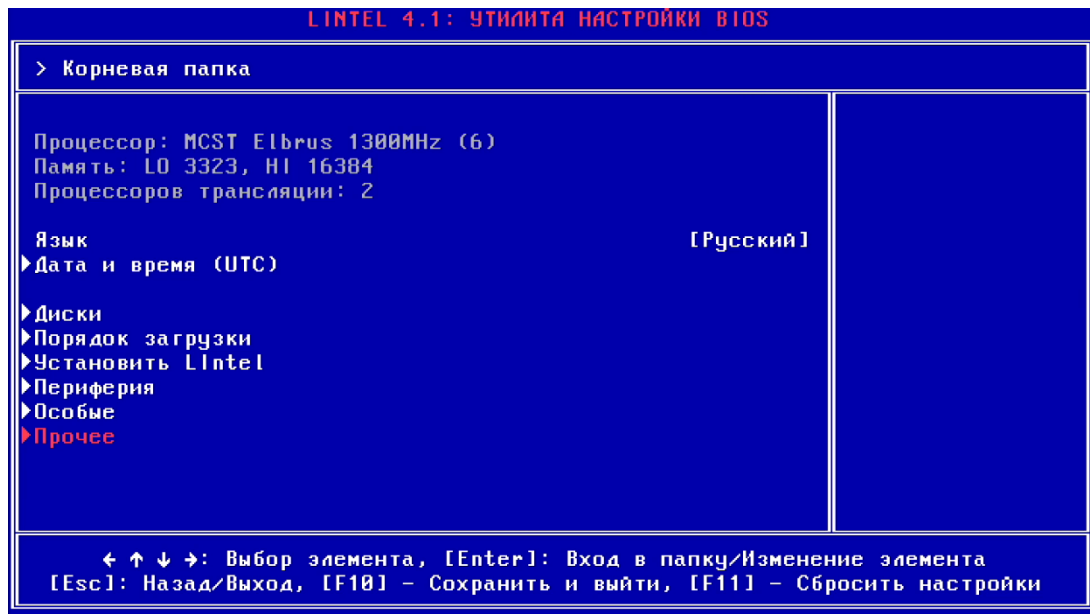 LINTEL 4.1: УТИЛИТА НАСТРОЙКИ BIOS
> Корневая папка
Процессор: MCST Elbrus 1300MHz (6)
Память: LO 3323, HI 16384
Процессоров трансляции: 2
Язык [Русский]
Дата и время (UTC)
Диски
Порядок загрузки
Установить LIntel
Периферия
Особые
Прочее
← ↑ ↓ →: Выбор элемента, [Enter]: Вход в папку/Изменение элемента
[Esc]: Назад/Выход, [F10] - Сохранить и выйти, [F11] - Сбросить настройки